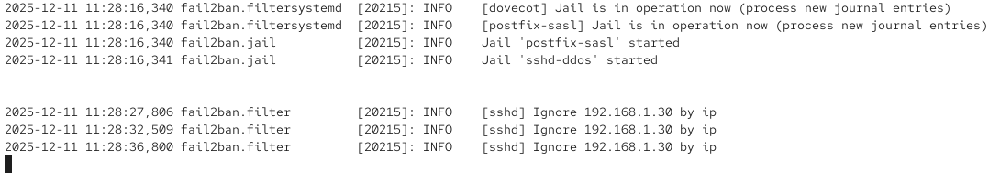 2025-12-11 11:28:16,340 fail2ban.filtersystemd  [20215]: INFO    [dovecot] Jail is in operation now (process new journal entries)
2025-12-11 11:28:16,340 fail2ban.filtersystemd  [20215]: INFO    [postfix-sasl] Jail is in operation now (process new journal entries)
2025-12-11 11:28:16,340 fail2ban.jail           [20215]: INFO    Jail 'postfix-sasl' started
2025-12-11 11:28:16,341 fail2ban.jail           [20215]: INFO    Jail 'sshd-ddos' started
2025-12-11 11:28:27,806 fail2ban.filter         [20215]: INFO    [sshd] Ignore 192.168.1.30 by ip
2025-12-11 11:28:32,509 fail2ban.filter         [20215]: INFO    [sshd] Ignore 192.168.1.30 by ip
2025-12-11 11:28:36,800 fail2ban.filter         [20215]: INFO    [sshd] Ignore 192.168.1.30 by ip